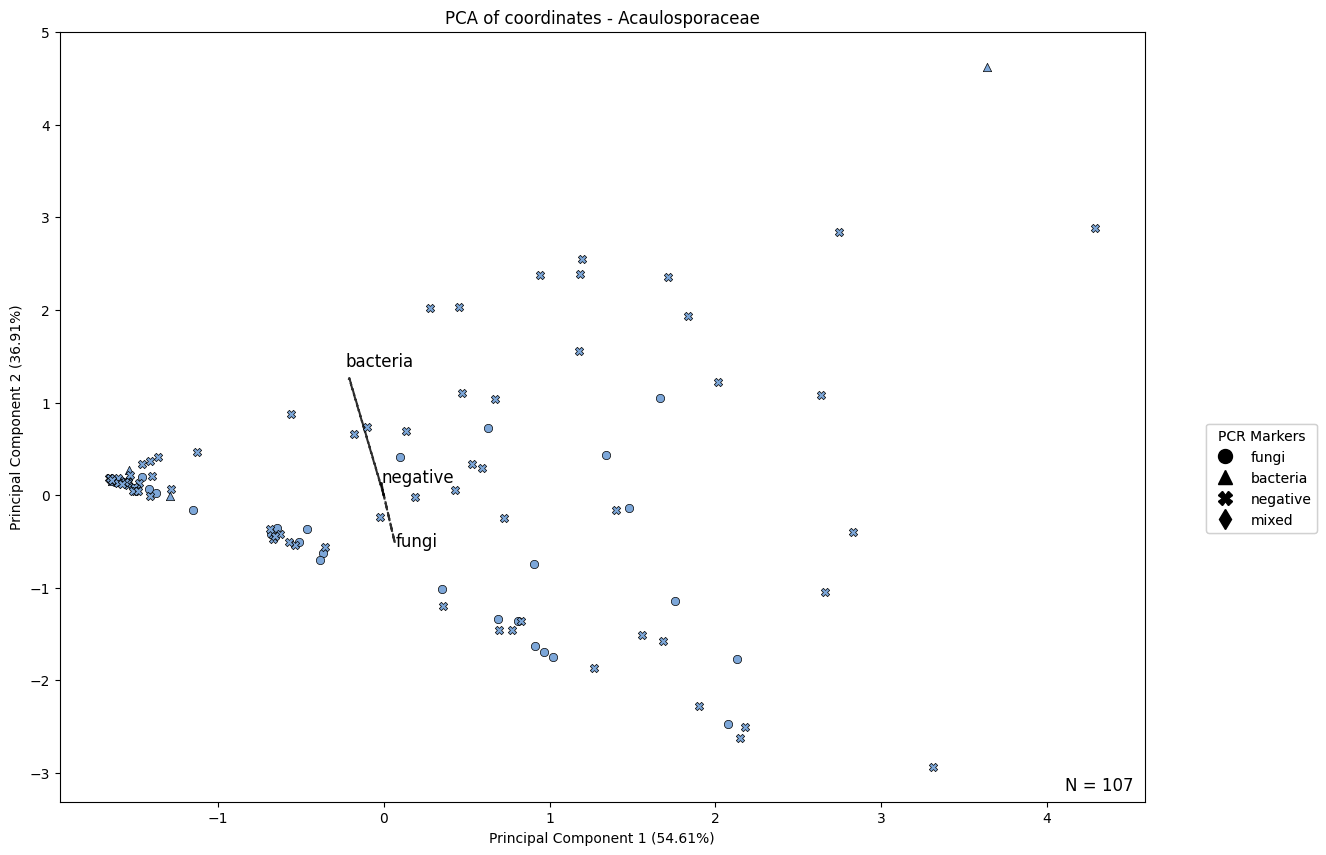 PCA of coordinates - Acaulosporaceae
5
4
3
2
1
0
−1
−2
−3
Principal Component 2 (36.91%)
bacteria
negative
fungi
N = 107
−1
0
1
2
3
4
Principal Component 1 (54.61%)
PCR Markers
fungi
bacteria
negative
mixed